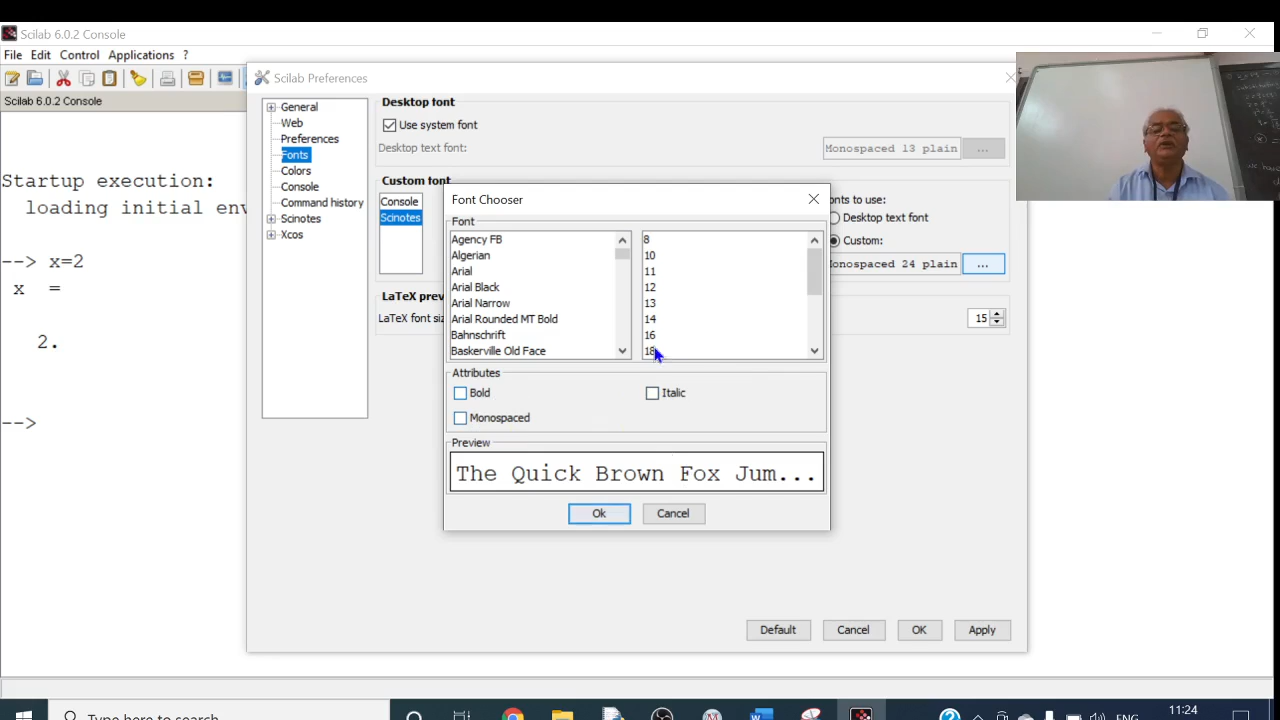 Scilab 6.0.2 Console
File Edit Control Applications ?
Scilab 6.0.2 Console
Startup execution:
loading initial env
--> x=2
x =
2.
-->
Scilab Preferences
General
Web
Preferences
Fonts
Colors
Console
Command history
Scinotes
Xcos
Desktop font
Use system font
Desktop text font:
Monospaced 13 plain
...
Custom font
Console
Scinotes
onts to use:
Desktop text font
Custom:
onospaced 24 plain
...
LaTeX prev
LaTeX font siz
15
Font Chooser
Font
Agency FB
Algerian
Arial
Arial Black
Arial Narrow
Arial Rounded MT Bold
Bahnschrift
Baskerville Old Face
8
10
11
12
13
14
16
18
Attributes
Bold
Italic
Monospaced
Preview
The Quick Brown Fox Jum...
Ok
Cancel
Default
Cancel
OK
Apply
Type here to search
ENG
11:24